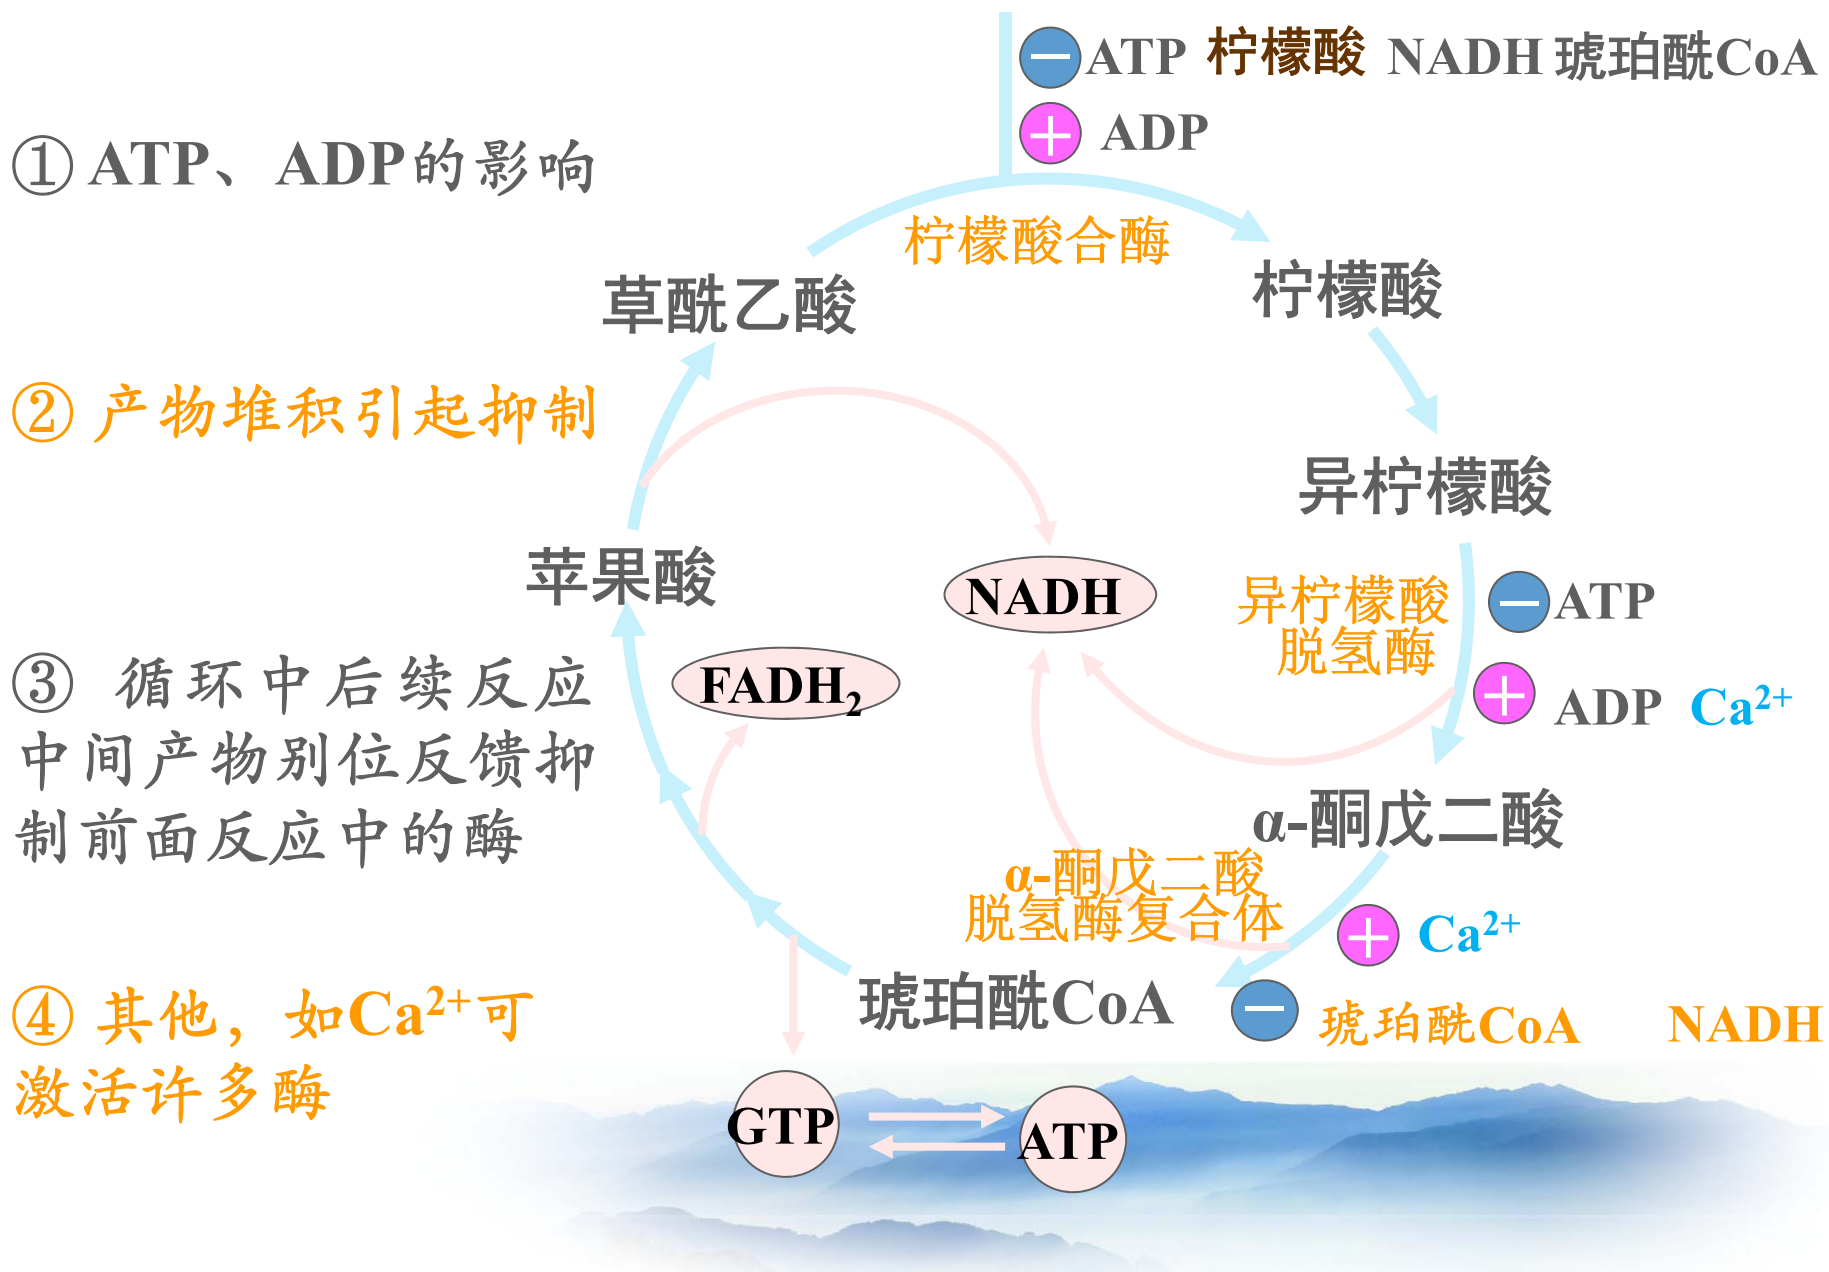 ATP 柠檬酸 NADH 琥珀酰CoA
ADP
① ATP、ADP的影响
柠檬酸合酶
草酰乙酸
柠檬酸
② 产物堆积引起抑制
异柠檬酸
苹果酸
NADH
异柠檬酸
脱氢酶
− ATP
+ ADP Ca²⁺
FADH₂
③ 循环中后续反应
中间产物别位反馈抑
制前面反应中的酶
α-酮戊二酸
α-酮戊二酸
脱氢酶复合体
+ Ca²⁺
琥珀酰CoA
− 琥珀酰CoA NADH
④ 其他，如Ca²⁺可
激活许多酶
GTP
ATP